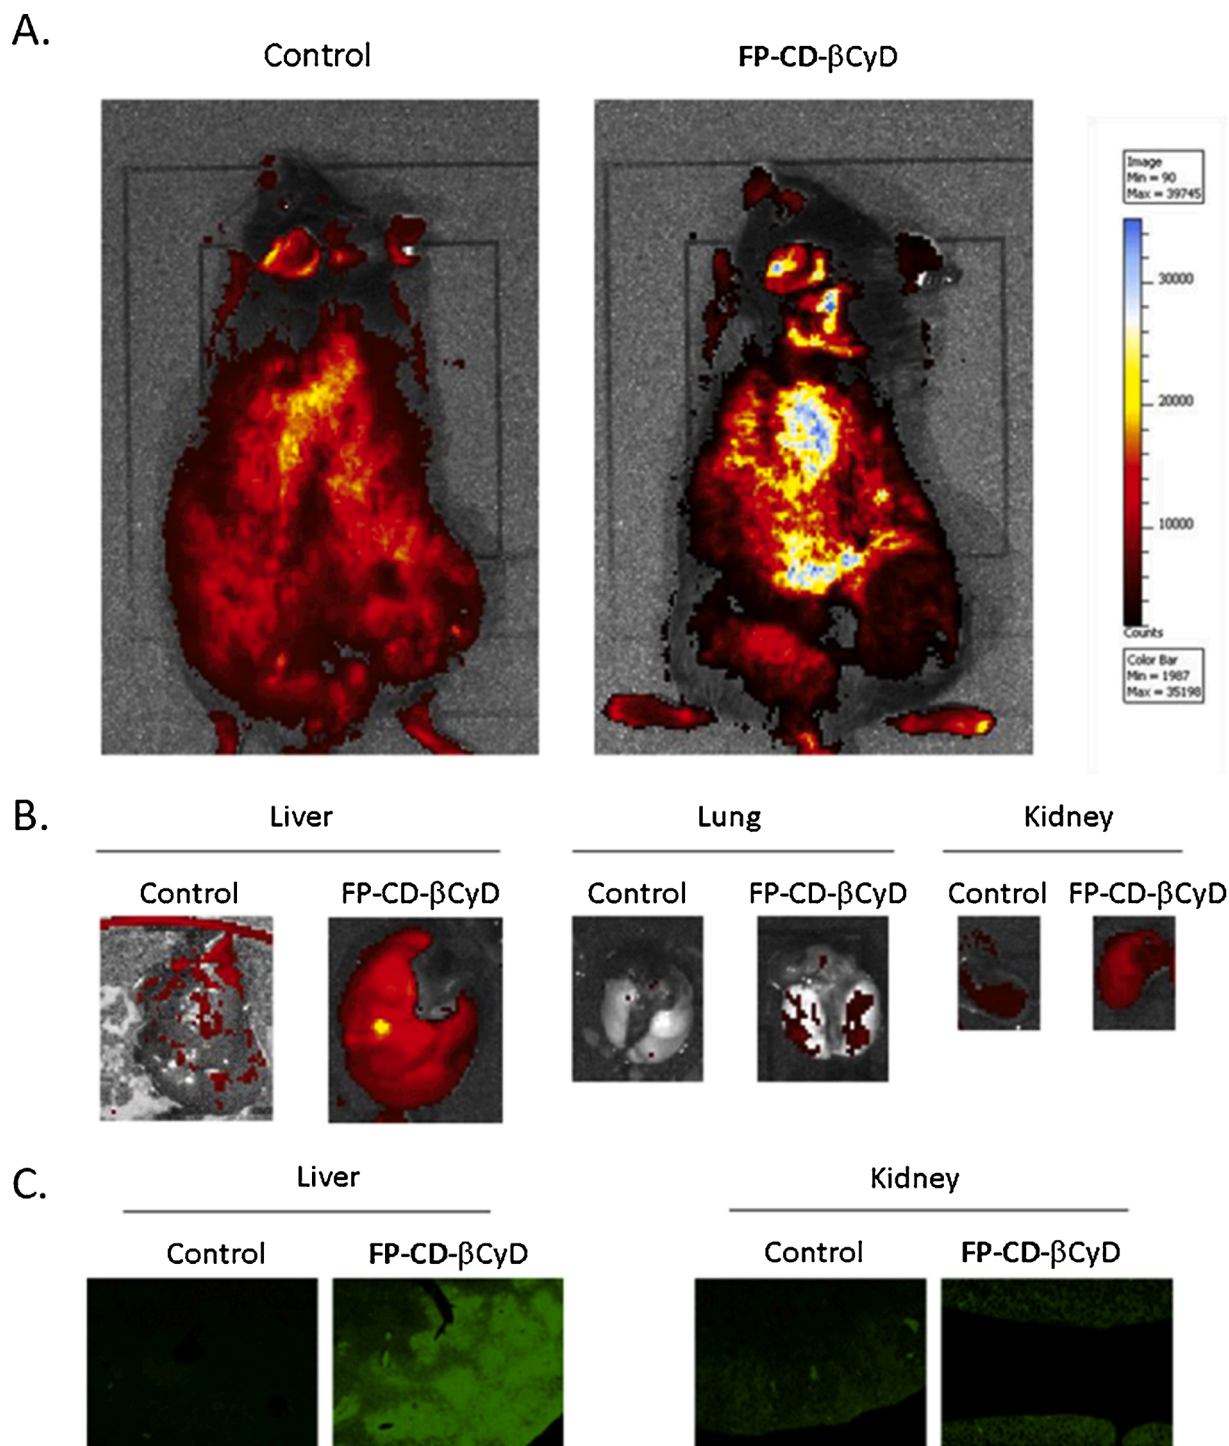 A.
Control
FP-CD-βCyD
Image
Min = 90
Max = 39745
30000
20000
10000
Counts
Color Bar
Min = 1987
Max = 35198
B.
Liver
Lung
Kidney
Control
FP-CD-βCyD
Control
FP-CD-βCyD
Control
FP-CD-βCyD
C.
Liver
Kidney
Control
FP-CD-βCyD
Control
FP-CD-βCyD